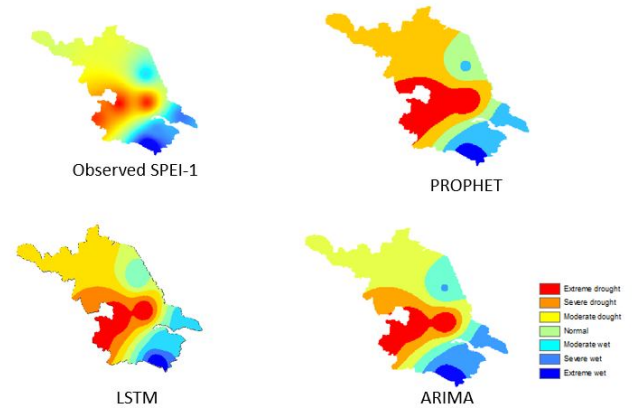 Observed SPEI-1
PROPHET
LSTM
ARIMA
Extreme drought
Severe drought
Moderate dought
Normal
Moderate wet
Severe wet
Extreme wet